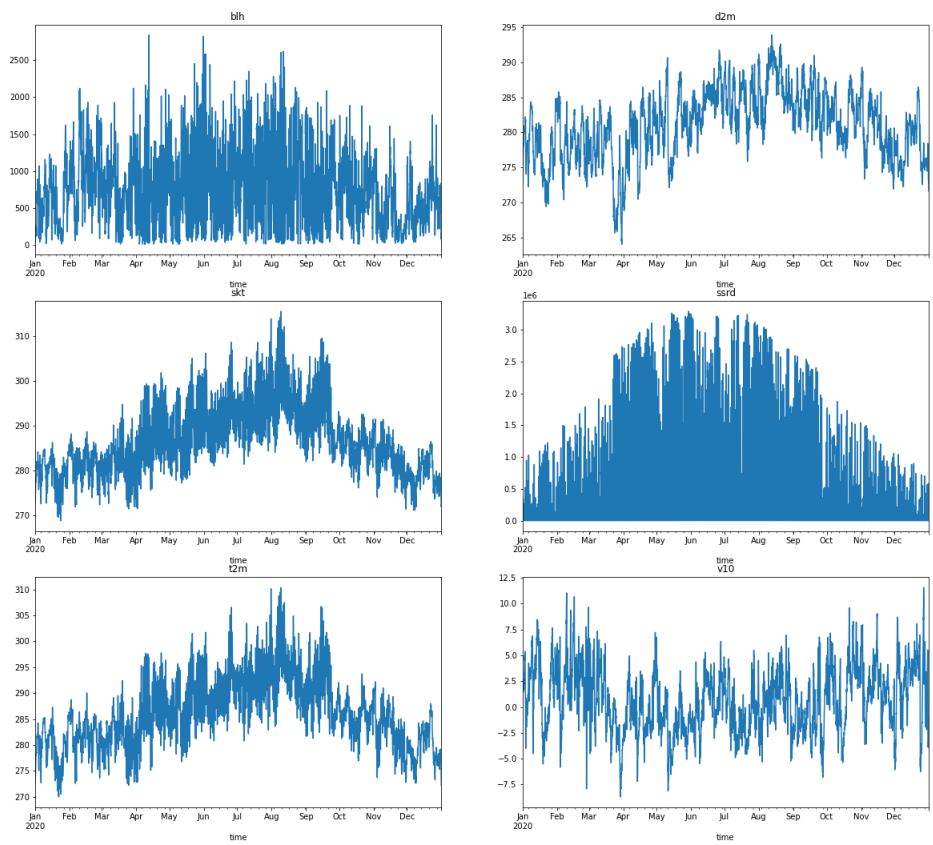 blh
2500
2000
1500
1000
500
0
Jan Feb Mar Apr May Jun Jul Aug Sep Oct Nov Dec
2020
time
d2m
295
290
285
280
275
270
265
Jan Feb Mar Apr May Jun Jul Aug Sep Oct Nov Dec
2020
time
skt
310
300
290
280
270
Jan Feb Mar Apr May Jun Jul Aug Sep Oct Nov Dec
2020
time
ssrd
1e6
3.0
2.5
2.0
1.5
1.0
0.5
0.0
Jan Feb Mar Apr May Jun Jul Aug Sep Oct Nov Dec
2020
time
t2m
310
305
300
295
290
285
280
275
270
Jan Feb Mar Apr May Jun Jul Aug Sep Oct Nov Dec
2020
time
v10
12.5
10.0
7.5
5.0
2.5
0.0
−2.5
−5.0
−7.5
Jan Feb Mar Apr May Jun Jul Aug Sep Oct Nov Dec
2020
time